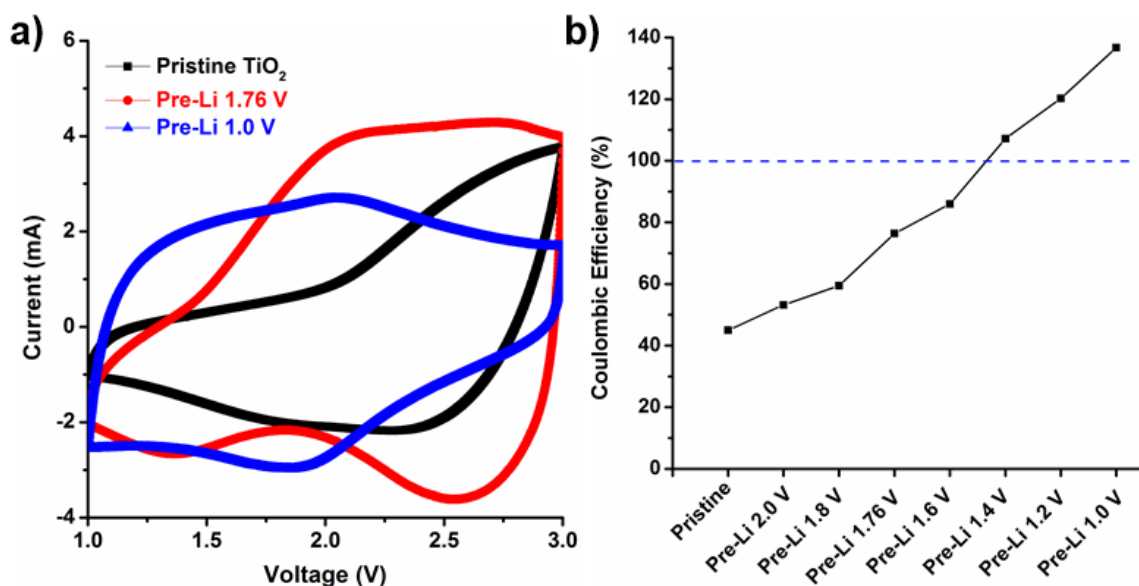 a)
6
4
2
0
-2
-4
Current (mA)
Pristine TiO₂
Pre-Li 1.76 V
Pre-Li 1.0 V
1.0 1.5 2.0 2.5 3.0
Voltage (V)
b)
140
120
100
80
60
40
20
0
Coulombic Efficiency (%)
Pristine
Pre-Li 2.0 V
Pre-Li 1.8 V
Pre-Li 1.76 V
Pre-Li 1.6 V
Pre-Li 1.4 V
Pre-Li 1.2 V
Pre-Li 1.0 V